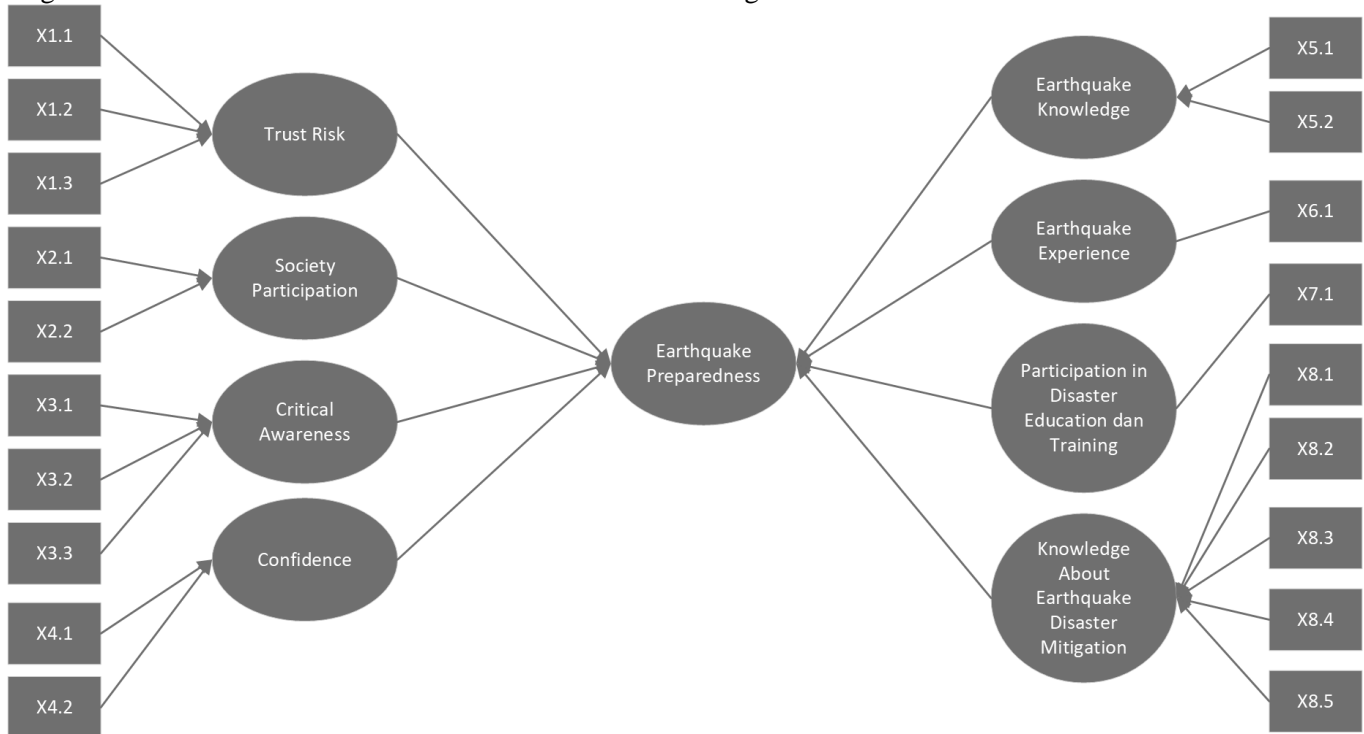 X1.1
X1.2
X1.3
X2.1
X2.2
X3.1
X3.2
X3.3
X4.1
X4.2
Trust Risk
Society
Participation
Critical
Awareness
Confidence
Earthquake
Preparedness
Earthquake
Knowledge
Earthquake
Experience
Participation in
Disaster
Education dan
Training
Knowledge
About
Earthquake
Disaster
Mitigation
X5.1
X5.2
X6.1
X7.1
X8.1
X8.2
X8.3
X8.4
X8.5